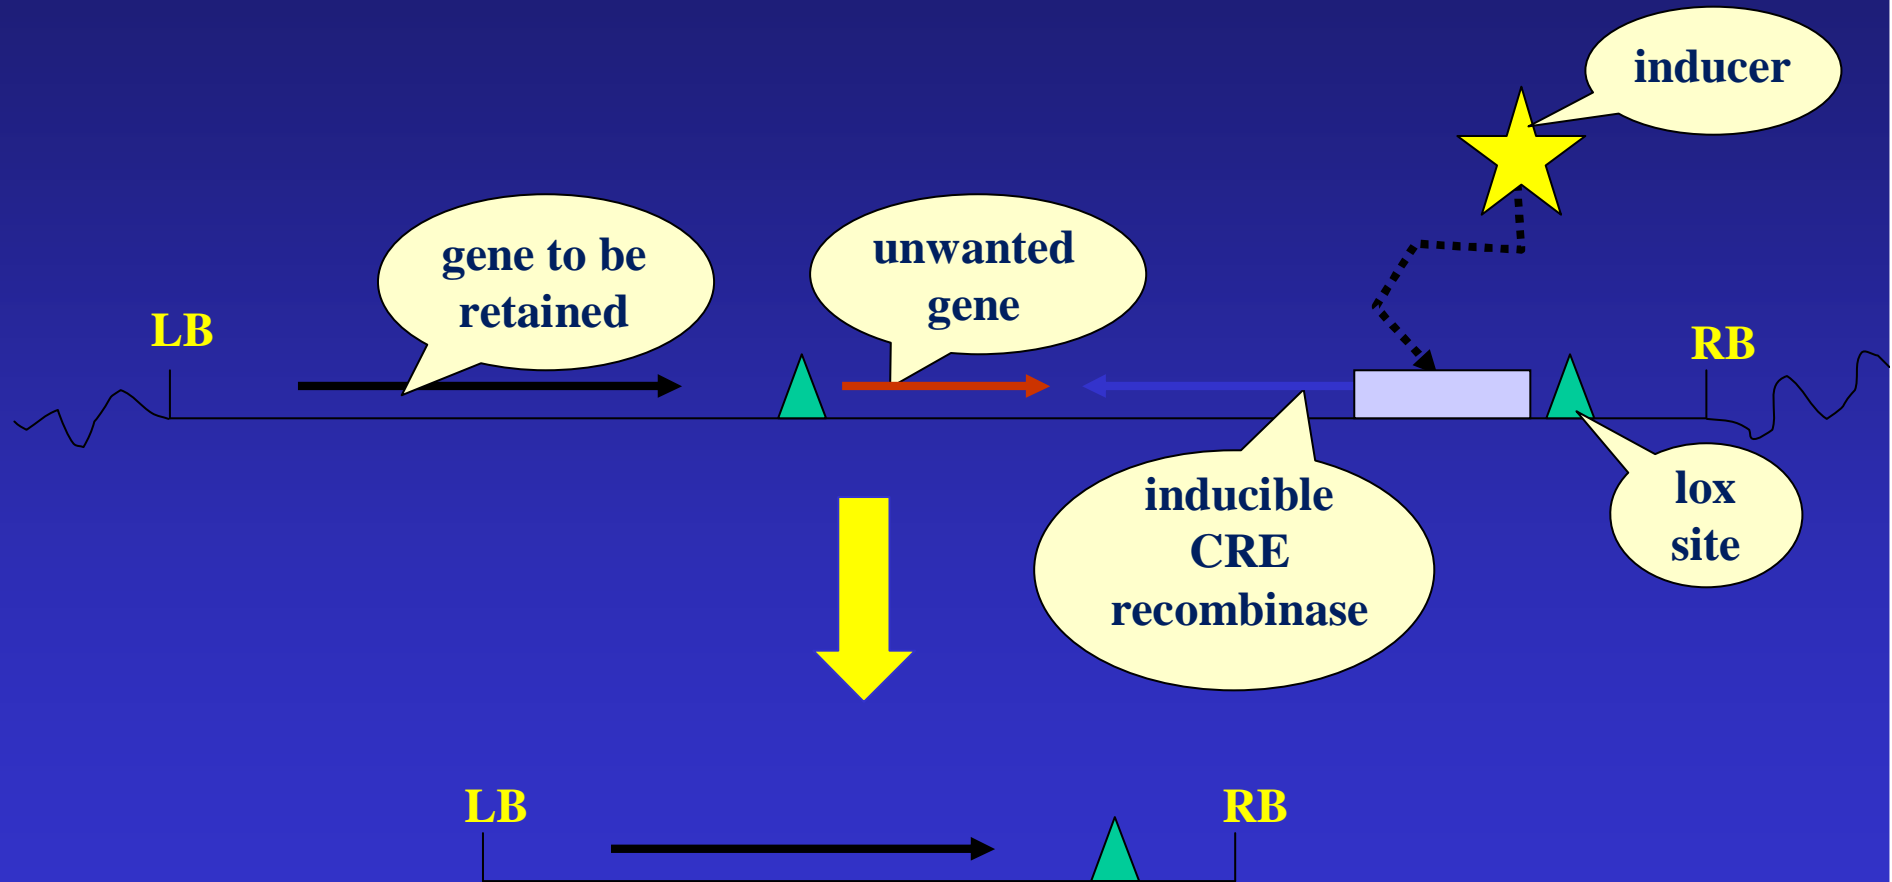 inducer
gene to be
retained
unwanted
gene
LB
RB
inducible
CRE
recombinase
lox
site
LB
RB